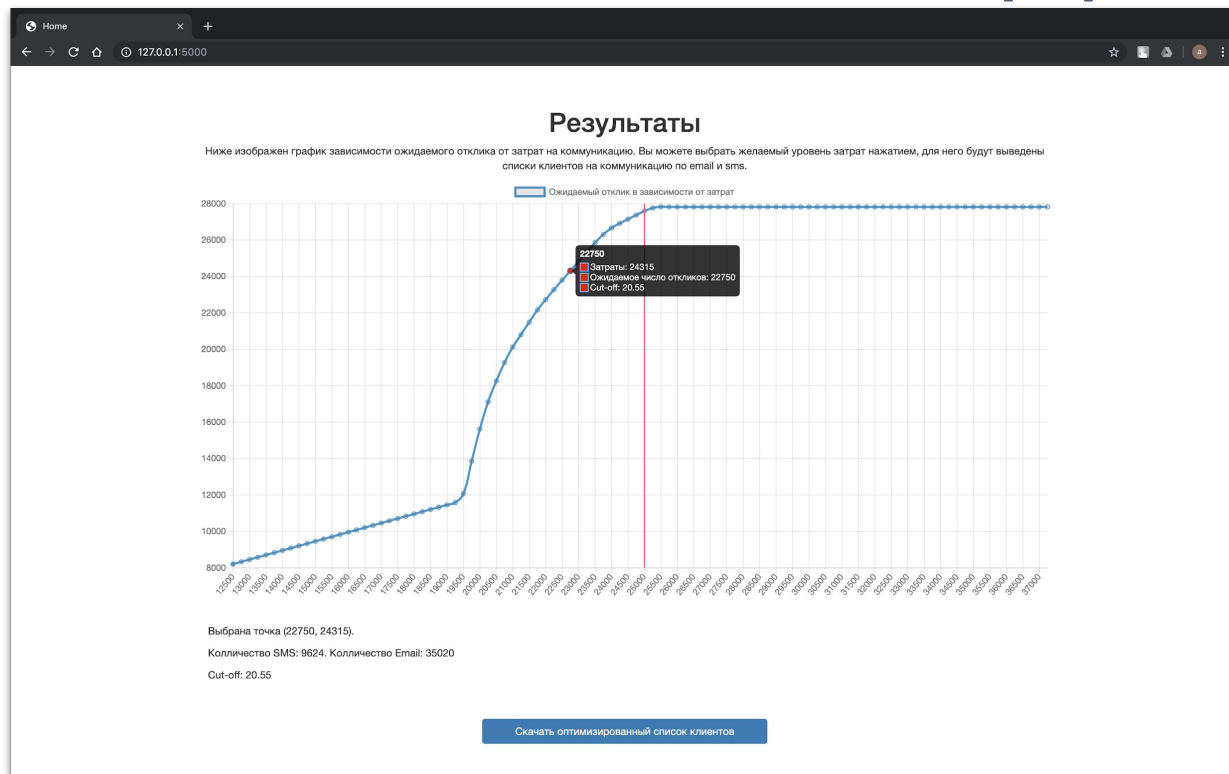 Home
127.0.0.1:5000
a
Результаты
Ниже изображен график зависимости ожидаемого отклика от затрат на коммуникацию. Вы можете выбрать желаемый уровень затрат нажатием, для него будут выведены
списки клиентов на коммуникацию по email и sms.
Ожидаемый отклик в зависимости от затрат
28000
26000
24000
22000
20000
18000
16000
14000
12000
10000
8000
22750
Затраты: 24315
Ожидаемое число откликов: 22750
Cut-off: 20.55
12500 13000 13500 14000 14500 15000 15500 16000 16500 17000 17500 18000 18500 19000 19500 20000 20500 21000 21500 22000 22500 23000 23500 24000 24500 25000 25500 26000 26500 27000 27500 28000 28500 29000 29500 30000 30500 31000 31500 32000 32500 33000 33500 34000 34500 35000 35500 36000 36500 37000
Выбрана точка (22750, 24315).
Колличество SMS: 9624. Колличество Email: 35020
Cut-off: 20.55
Скачать оптимизированный список клиентов